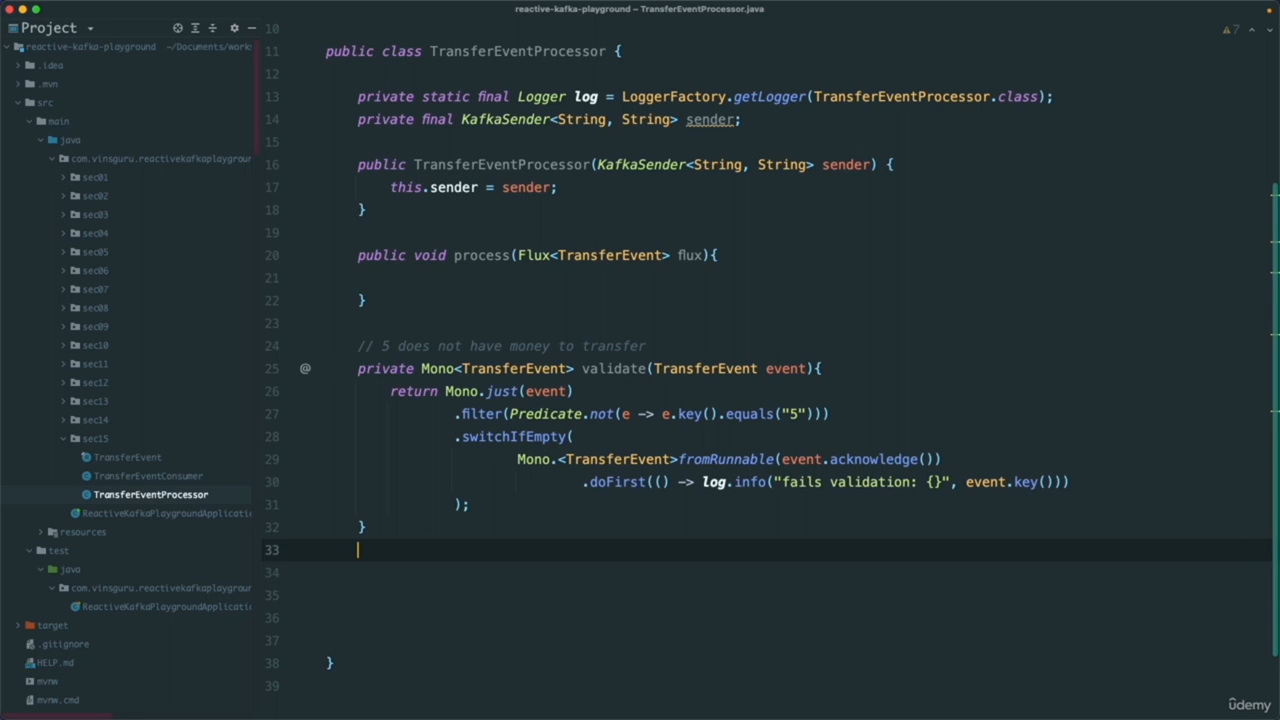 reactive-kafka-playground – TransferEventProcessor.java
Project
reactive-kafka-playground ~/Documents/works
.idea
.mvn
src
main
java
com.vinsguru.reactivekafkaplaygroun
sec01
sec02
sec03
sec04
sec05
sec06
sec07
sec08
sec09
sec10
sec11
sec12
sec13
sec14
sec15
TransferEvent
TransferEventConsumer
TransferEventProcessor
ReactiveKafkaPlaygroundApplicati
resources
test
java
com.vinsguru.reactivekafkaplaygroun
ReactiveKafkaPlaygroundApplicati
target
.gitignore
HELP.md
mvnw
mvnw.cmd
7
10
11 public class TransferEventProcessor {
12
13 private static final Logger log = LoggerFactory.getLogger(TransferEventProcessor.class);
14 private final KafkaSender<String, String> sender;
15
16 public TransferEventProcessor(KafkaSender<String, String> sender) {
17 this.sender = sender;
18 }
19
20 public void process(Flux<TransferEvent> flux){
21
22 }
23
24 // 5 does not have money to transfer
25 @ private Mono<TransferEvent> validate(TransferEvent event){
26 return Mono.just(event)
27 .filter(Predicate.not(e -> e.key().equals("5")))
28 .switchIfEmpty(
29 Mono.<TransferEvent>fromRunnable(event.acknowledge())
30 .doFirst(() -> log.info("fails validation: {}", event.key()))
31 );
32 }
33
34
35
36
37
38 }
39
udemy